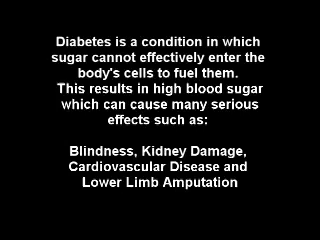 Diabetes is a condition in which
sugar cannot effectively enter the
body's cells to fuel them.
This results in high blood sugar
which can cause many serious
effects such as:
Blindness, Kidney Damage,
Cardiovascular Disease and
Lower Limb Amputation